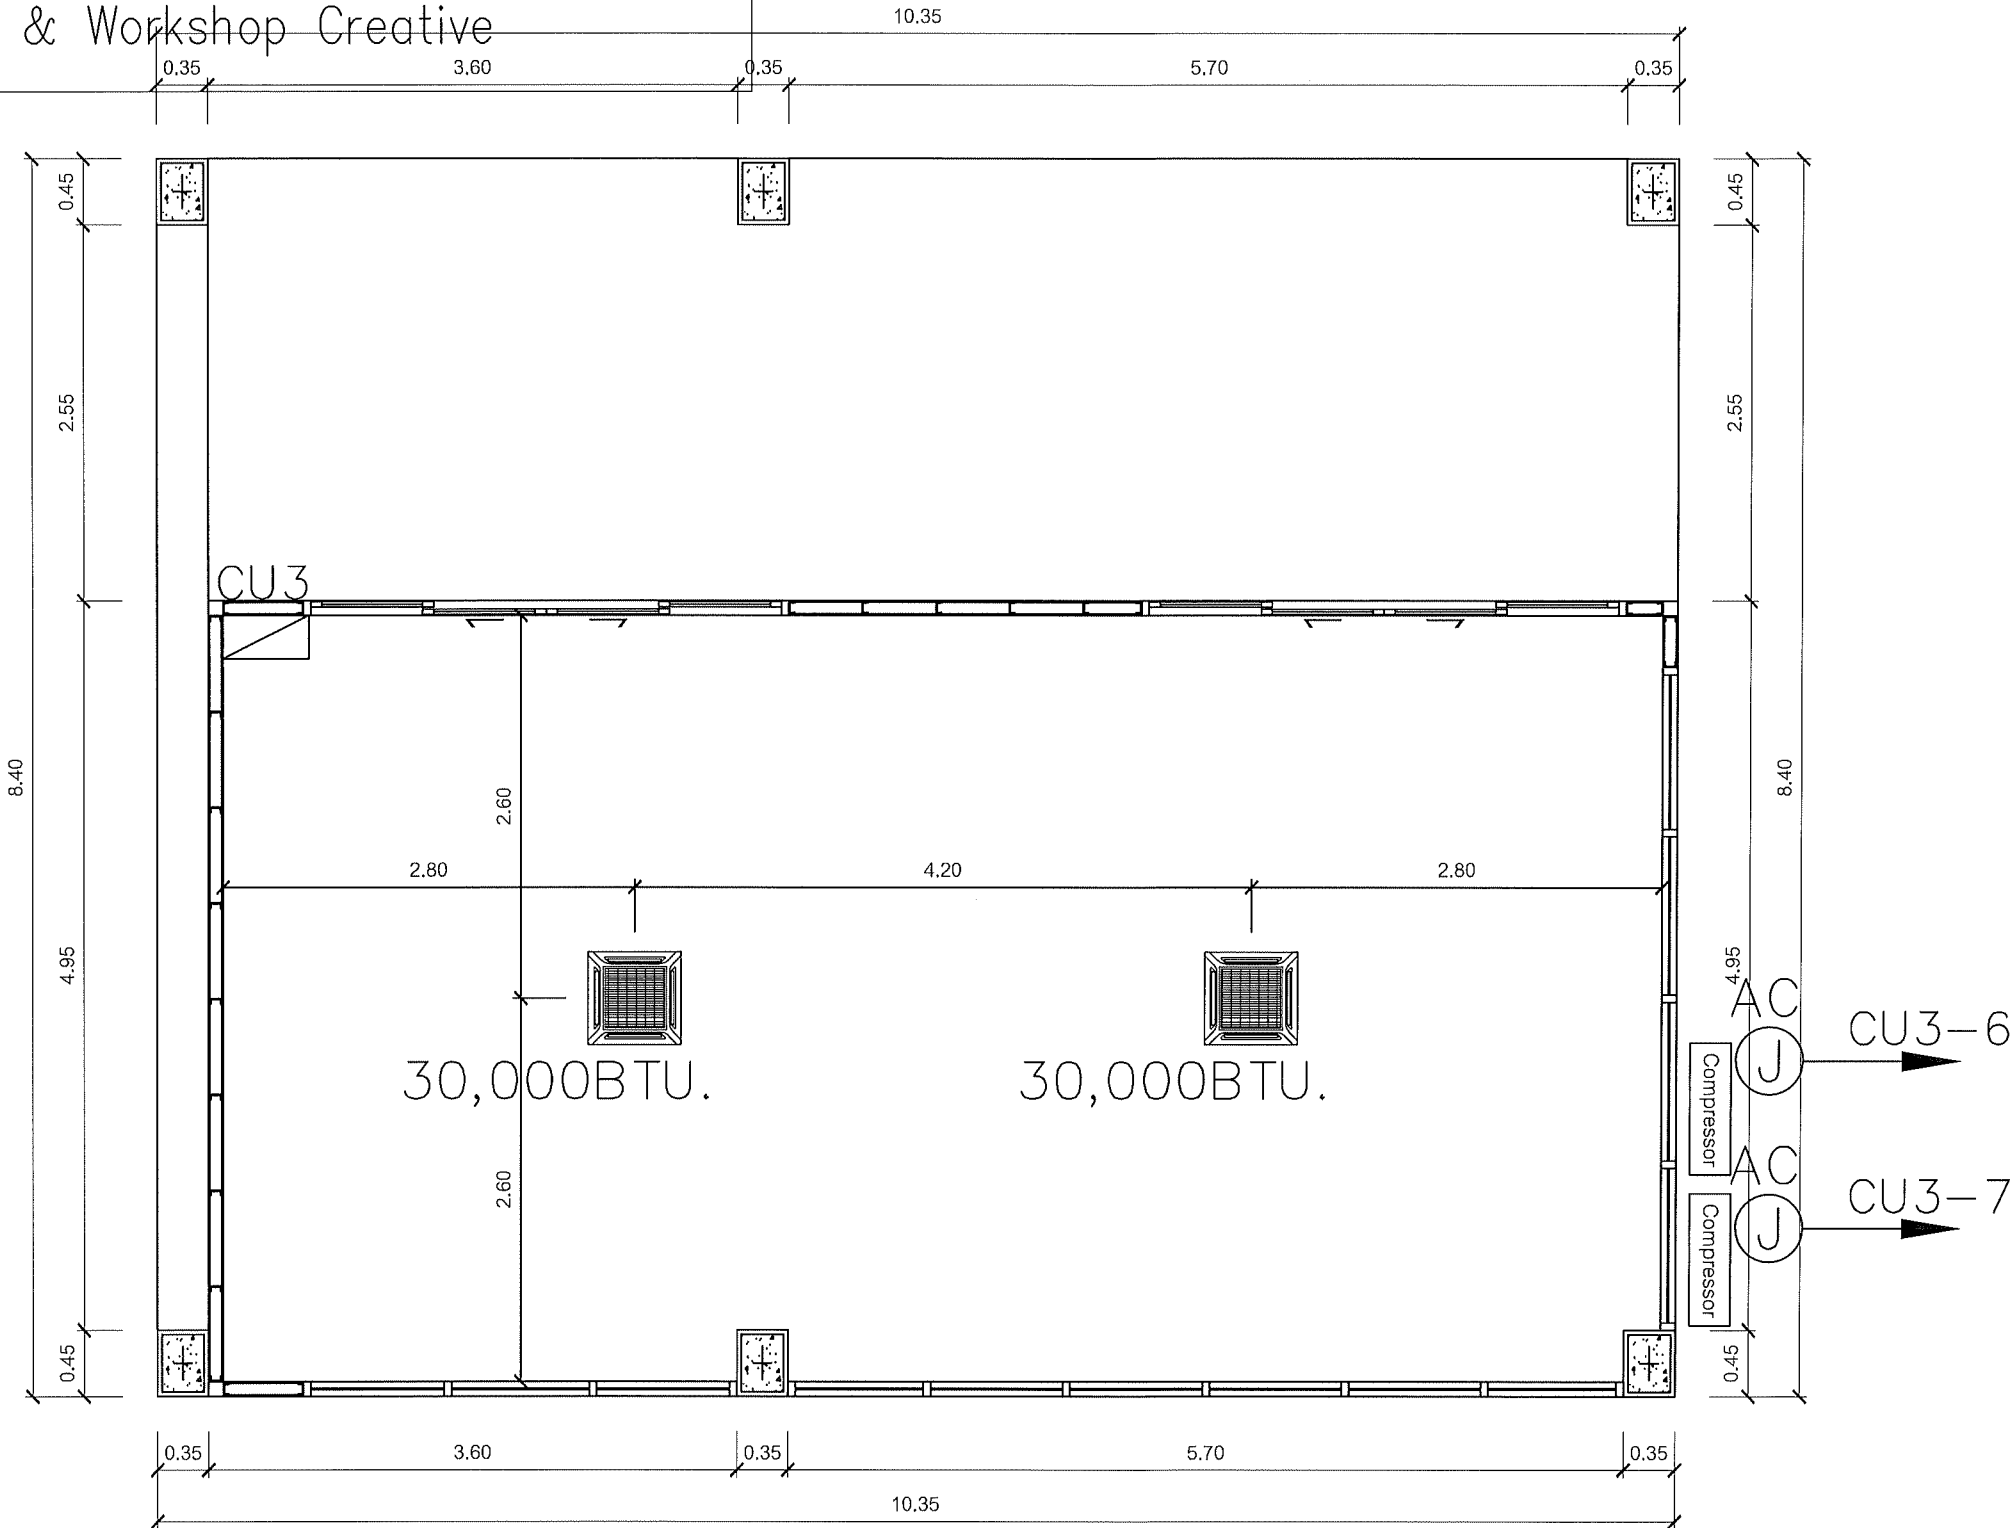 & Workshop Creative
10.35
0.35 3.60 0.35 5.70 0.35
0.45 0.45
2.55 2.55
CU3
8.40 8.40
2.60
2.80 4.20 2.80
4.95 4.95
AC
CU3-6
J
Compressor
30,000BTU. 30,000BTU.
AC
CU3-7
J
Compressor
2.60
0.45 0.45
0.35 3.60 0.35 5.70 0.35
10.35